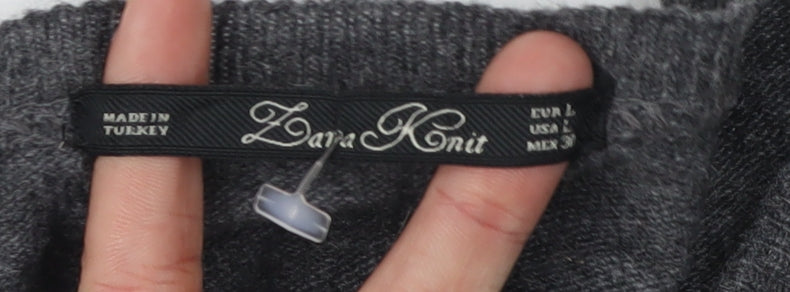 MADE IN
TURKEY
Zara Knit
EUR L
USA L
MEX